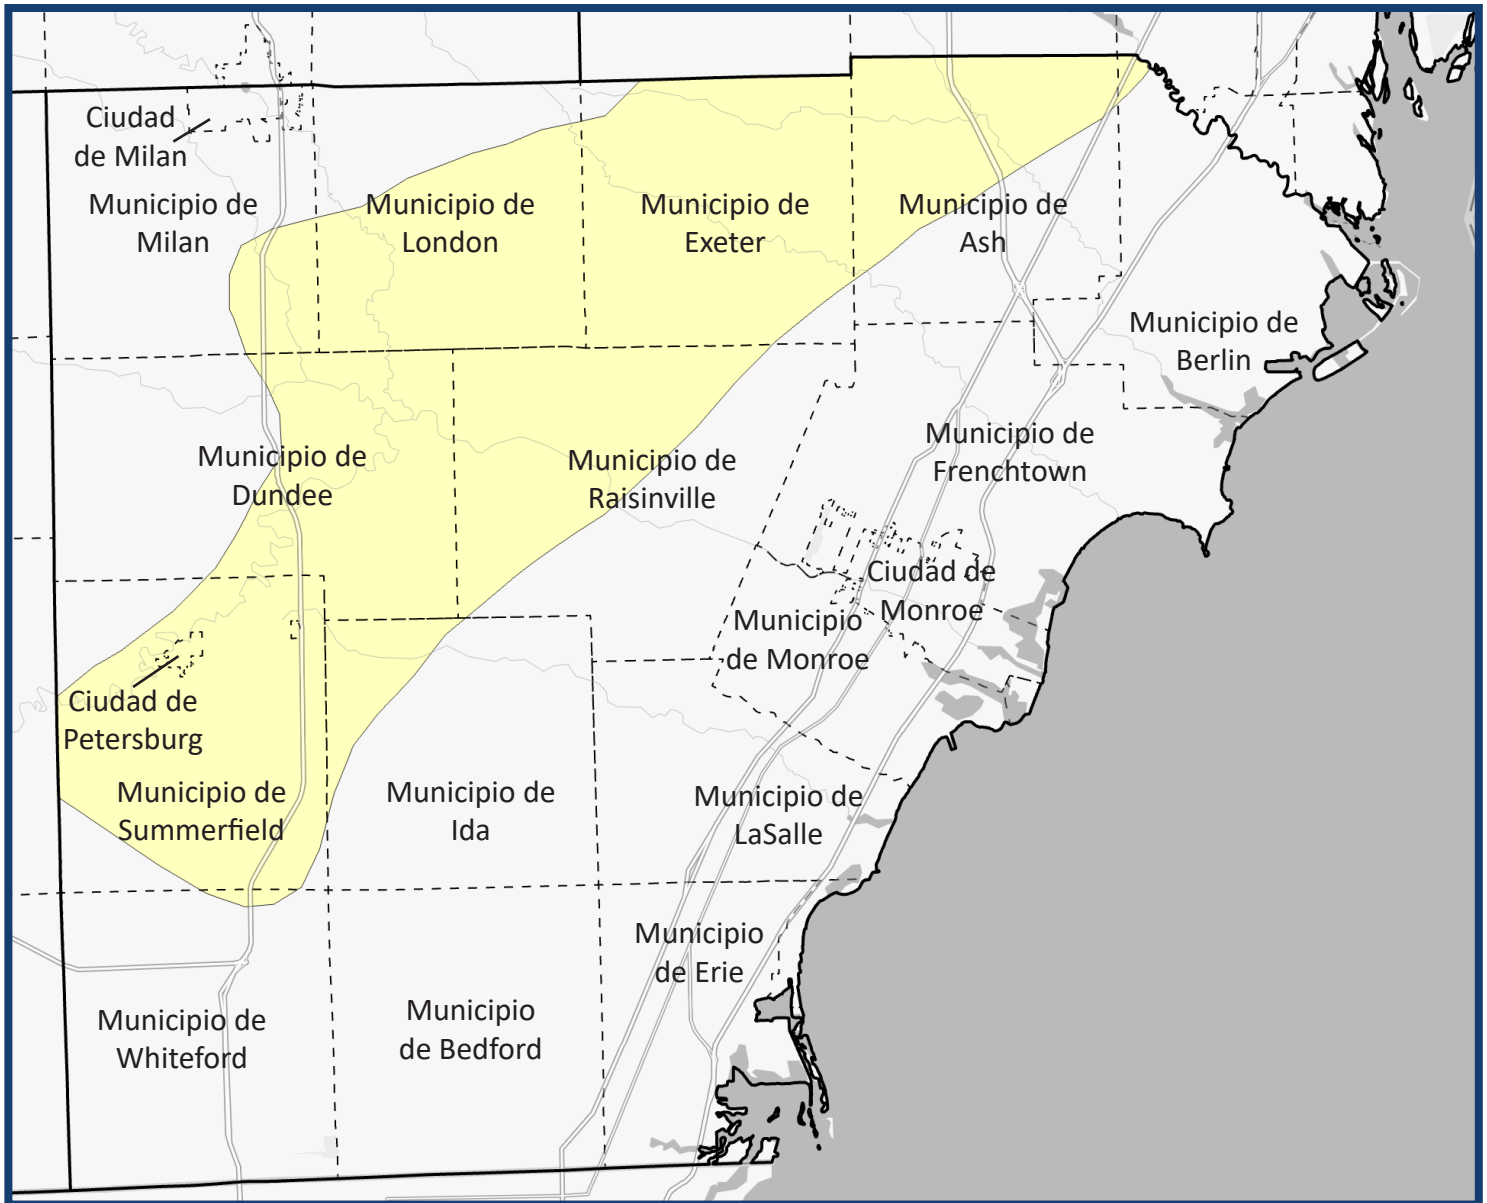 Ciudad
de Milan
Municipio de
Milan
Municipio de
London
Municipio de
Exeter
Municipio de
Ash
Municipio de
Berlin
Municipio de
Dundee
Municipio de
Raisinville
Municipio de
Frenchtown
Ciudad de
Monroe
Municipio
de Monroe
Ciudad de
Petersburg
Municipio de
Summerfield
Municipio de
Ida
Municipio de
LaSalle
Municipio
de Erie
Municipio de
Whiteford
Municipio
de Bedford